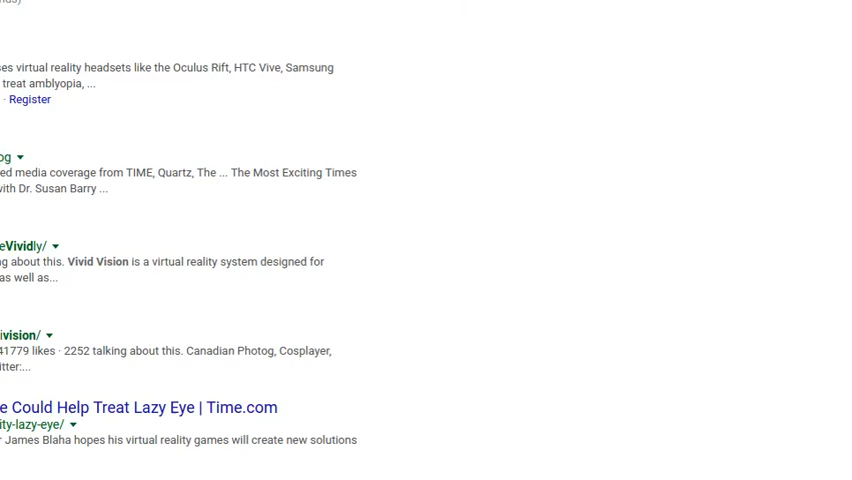 ses virtual reality headsets like the Oculus Rift, HTC Vive, Samsung
treat amblyopia, ...
· Register
og
ed media coverage from TIME, Quartz, The ... The Most Exciting Times
with Dr. Susan Barry ...
eVividly/
ng about this. Vivid Vision is a virtual reality system designed for
as well as...
ivision/
41779 likes · 2252 talking about this. Canadian Photog, Cosplayer,
itter:...
e Could Help Treat Lazy Eye | Time.com
ity-lazy-eye/
r James Blaha hopes his virtual reality games will create new solutions